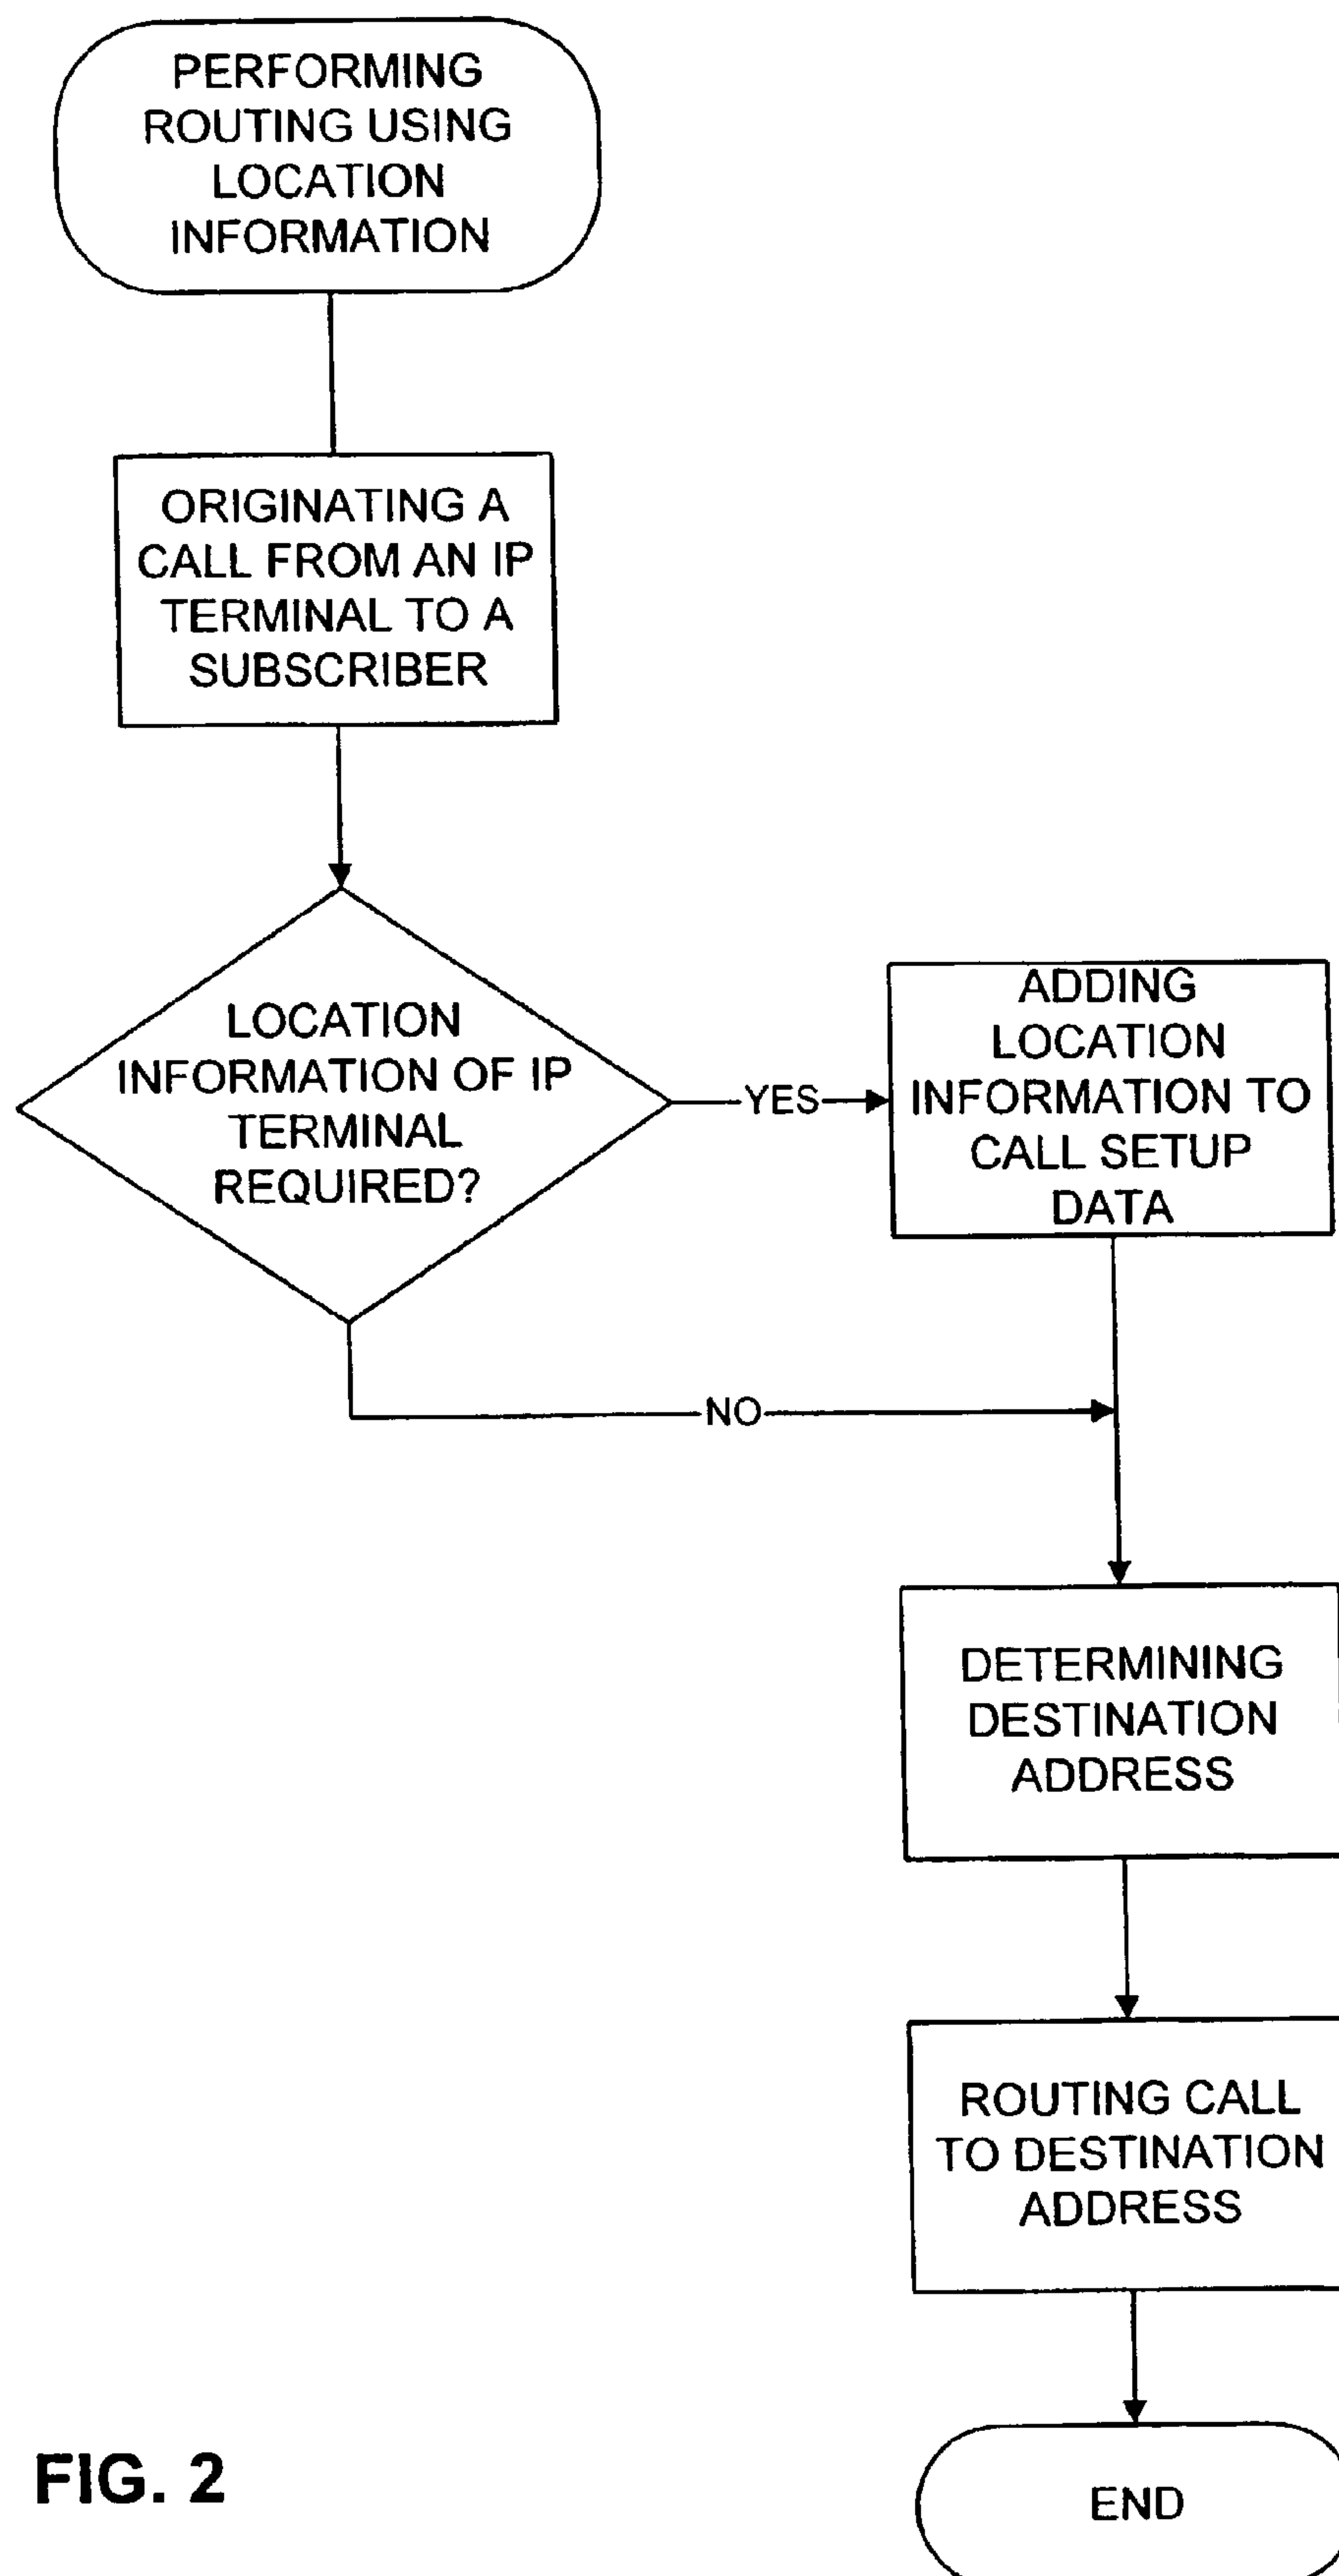 PERFORMING
ROUTING USING
LOCATION
INFORMATION
ORIGINATING A
CALL FROM AN IP
TERMINAL TO A
SUBSCRIBER
LOCATION
INFORMATION OF IP
TERMINAL
REQUIRED?
YES
ADDING
LOCATION
INFORMATION TO
CALL SETUP
DATA
NO
DETERMINING
DESTINATION
ADDRESS
ROUTING CALL
TO DESTINATION
ADDRESS
END
FIG. 2